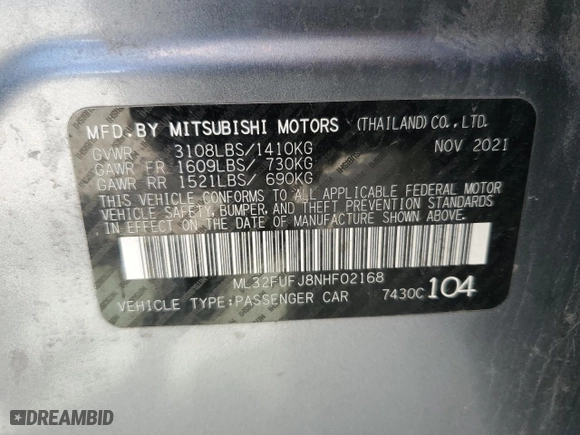 MFD.BY MITSUBISHI MOTORS (THAILAND)CO.,LTD.
GVWR 3108LBS/1410KG NOV 2021
GAWR FR 1609LBS/ 730KG
GAWR RR 1521LBS/ 690KG
THIS VEHICLE CONFORMS TO ALL APPLICABLE FEDERAL MOTOR
VEHICLE SAFETY, BUMPER, AND THEFT PREVENTION STANDARDS
IN EFFECT ON THE DATE OF MANUFACTURE SHOWN ABOVE.
ML32FUFJ8NHF02168
VEHICLE TYPE:PASSENGER CAR 7430C 104
DREAMBID